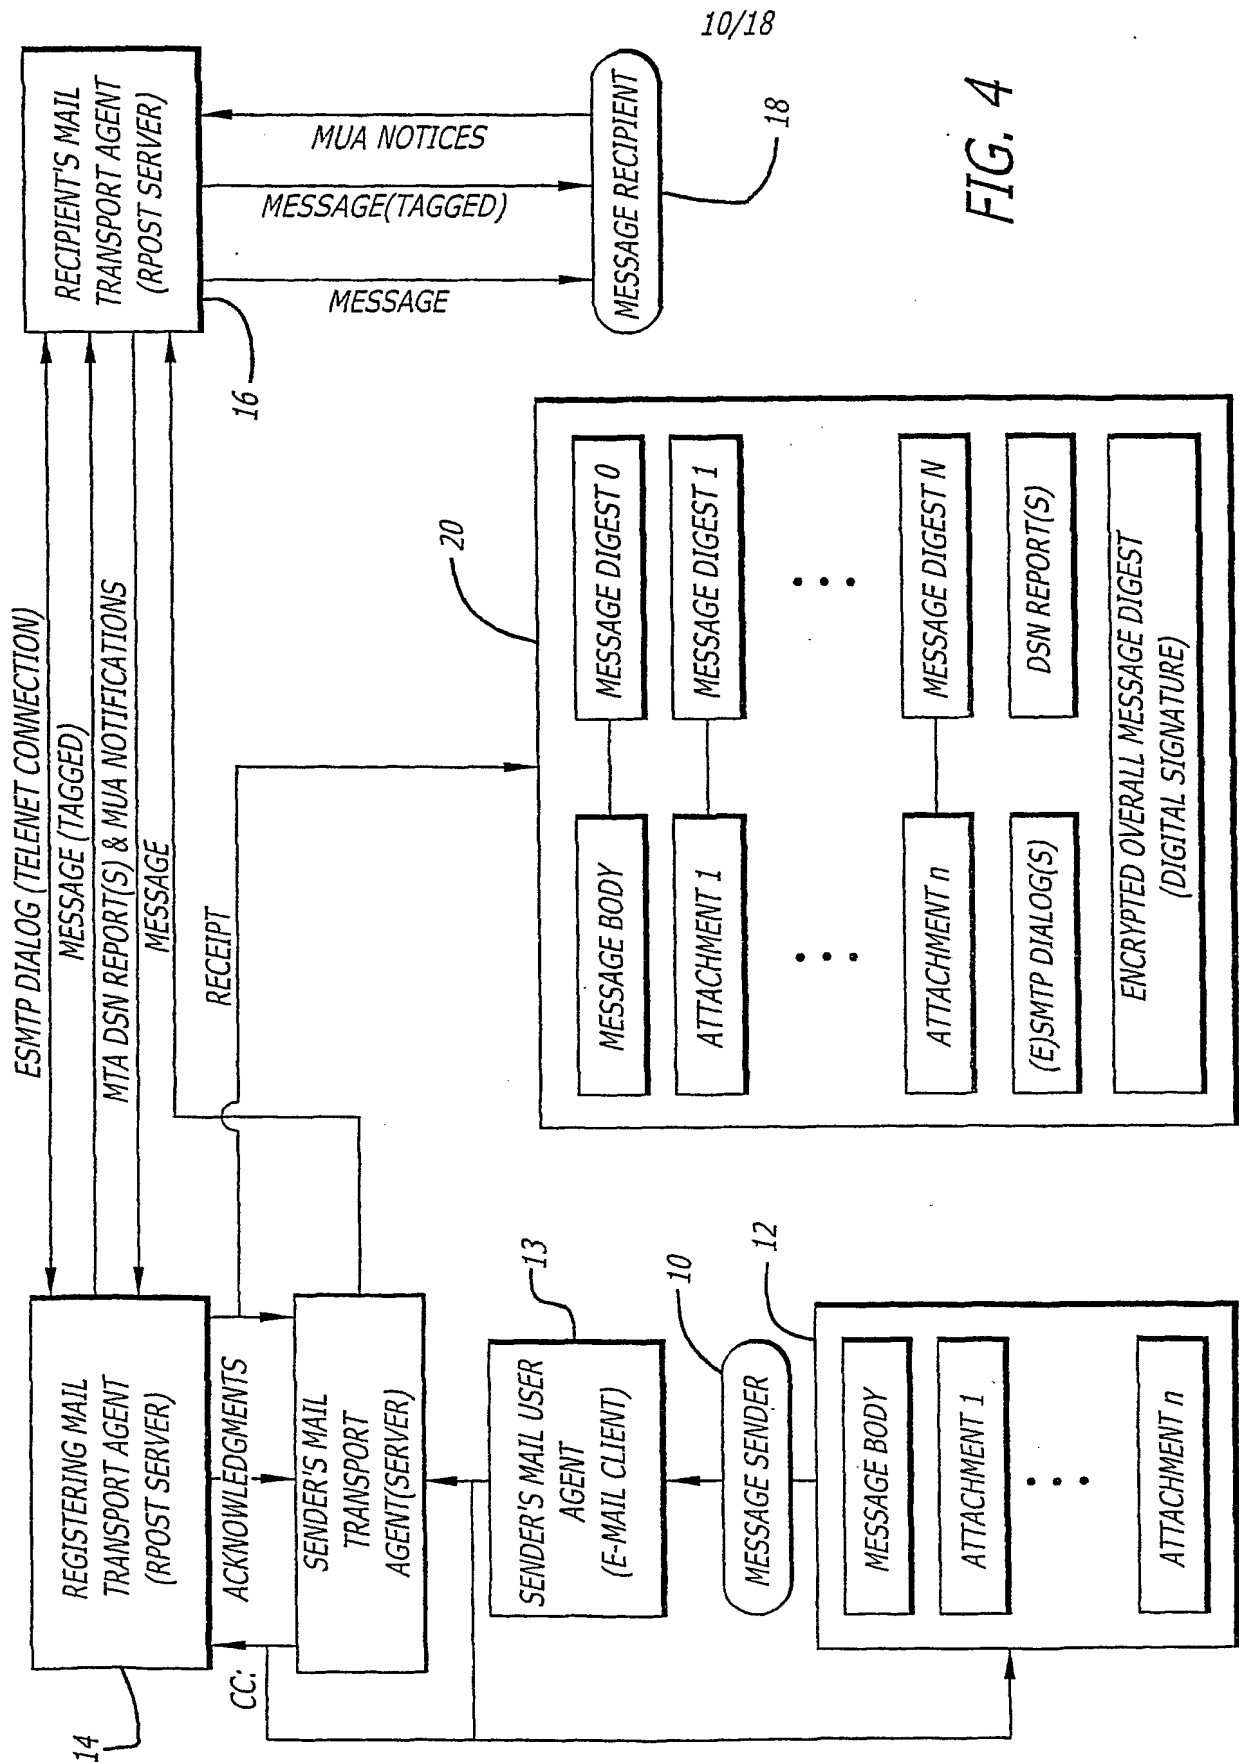 10/18
ESMTP DIALOG (TELENET CONNECTION)
MESSAGE (TAGGED)
MTA DSN REPORT(S) & MUA NOTIFICATIONS
MESSAGE
RECEIPT
14
REGISTERING MAIL
TRANSPORT AGENT
(RPOST SERVER)
CC:
ACKNOWLEDGMENTS
SENDER'S MAIL
TRANSPORT
AGENT(SERVER)
13
SENDER'S MAIL USER
AGENT
(E-MAIL CLIENT)
10
MESSAGE SENDER
12
MESSAGE BODY
ATTACHMENT 1
• • •
ATTACHMENT n
RECIPIENT'S MAIL
TRANSPORT AGENT
(RPOST SERVER)
16
MESSAGE
MESSAGE(TAGGED)
MUA NOTICES
MESSAGE RECIPIENT
18
20
MESSAGE BODY
MESSAGE DIGEST 0
ATTACHMENT 1
MESSAGE DIGEST 1
• • •
• • •
ATTACHMENT n
MESSAGE DIGEST N
(E)SMTP DIALOG(S)
DSN REPORT(S)
ENCRYPTED OVERALL MESSAGE DIGEST
(DIGITAL SIGNATURE)
FIG. 4